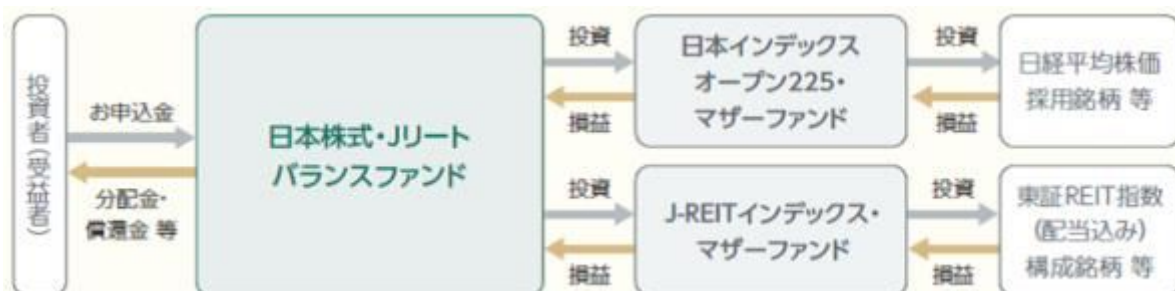 投資者(受益者)
お申込金
分配金・
償還金 等
日本株式・Jリート
バランスファンド
投資
損益
日本インデックス
オープン225・
マザーファンド
投資
損益
日経平均株価
採用銘柄 等
投資
損益
J-REITインデックス・
マザーファンド
投資
損益
東証REIT指数
(配当込み)
構成銘柄 等